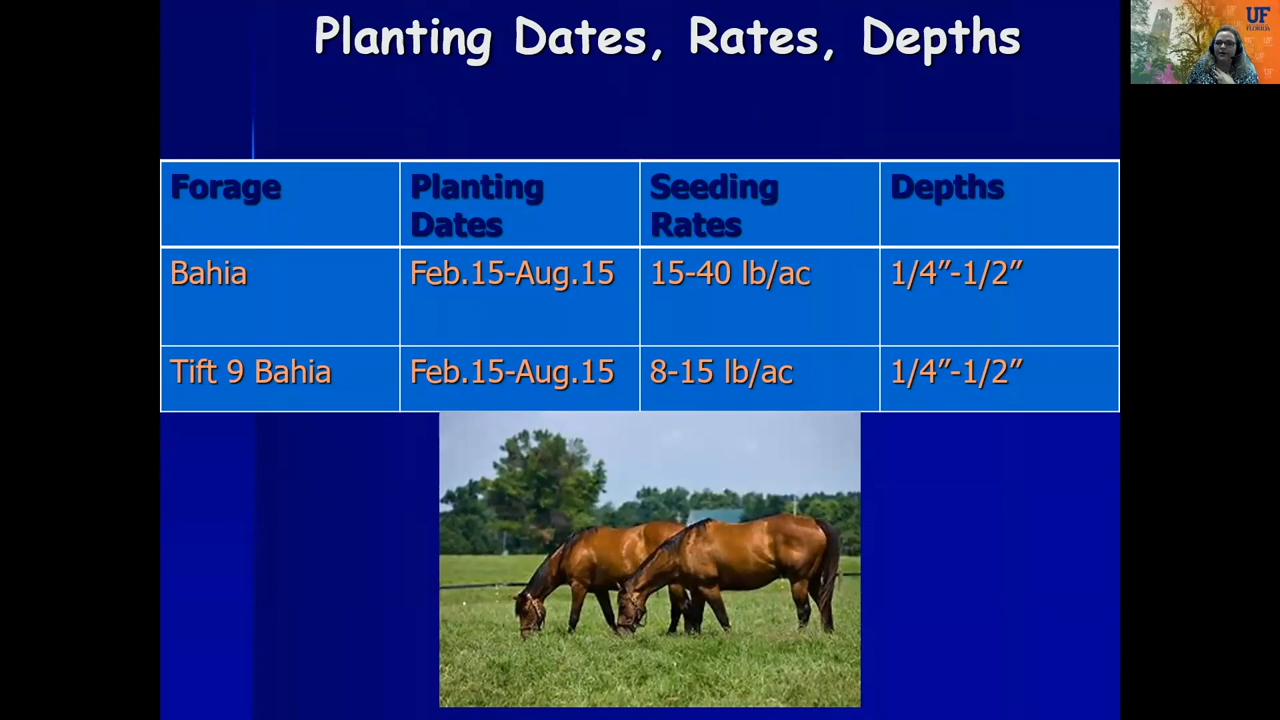 Planting Dates, Rates, Depths
UF
FLORIDA
Forage
Planting
Dates
Seeding
Rates
Depths
Bahia
Feb.15-Aug.15
15-40 lb/ac
1/4”-1/2”
Tift 9 Bahia
Feb.15-Aug.15
8-15 lb/ac
1/4”-1/2”